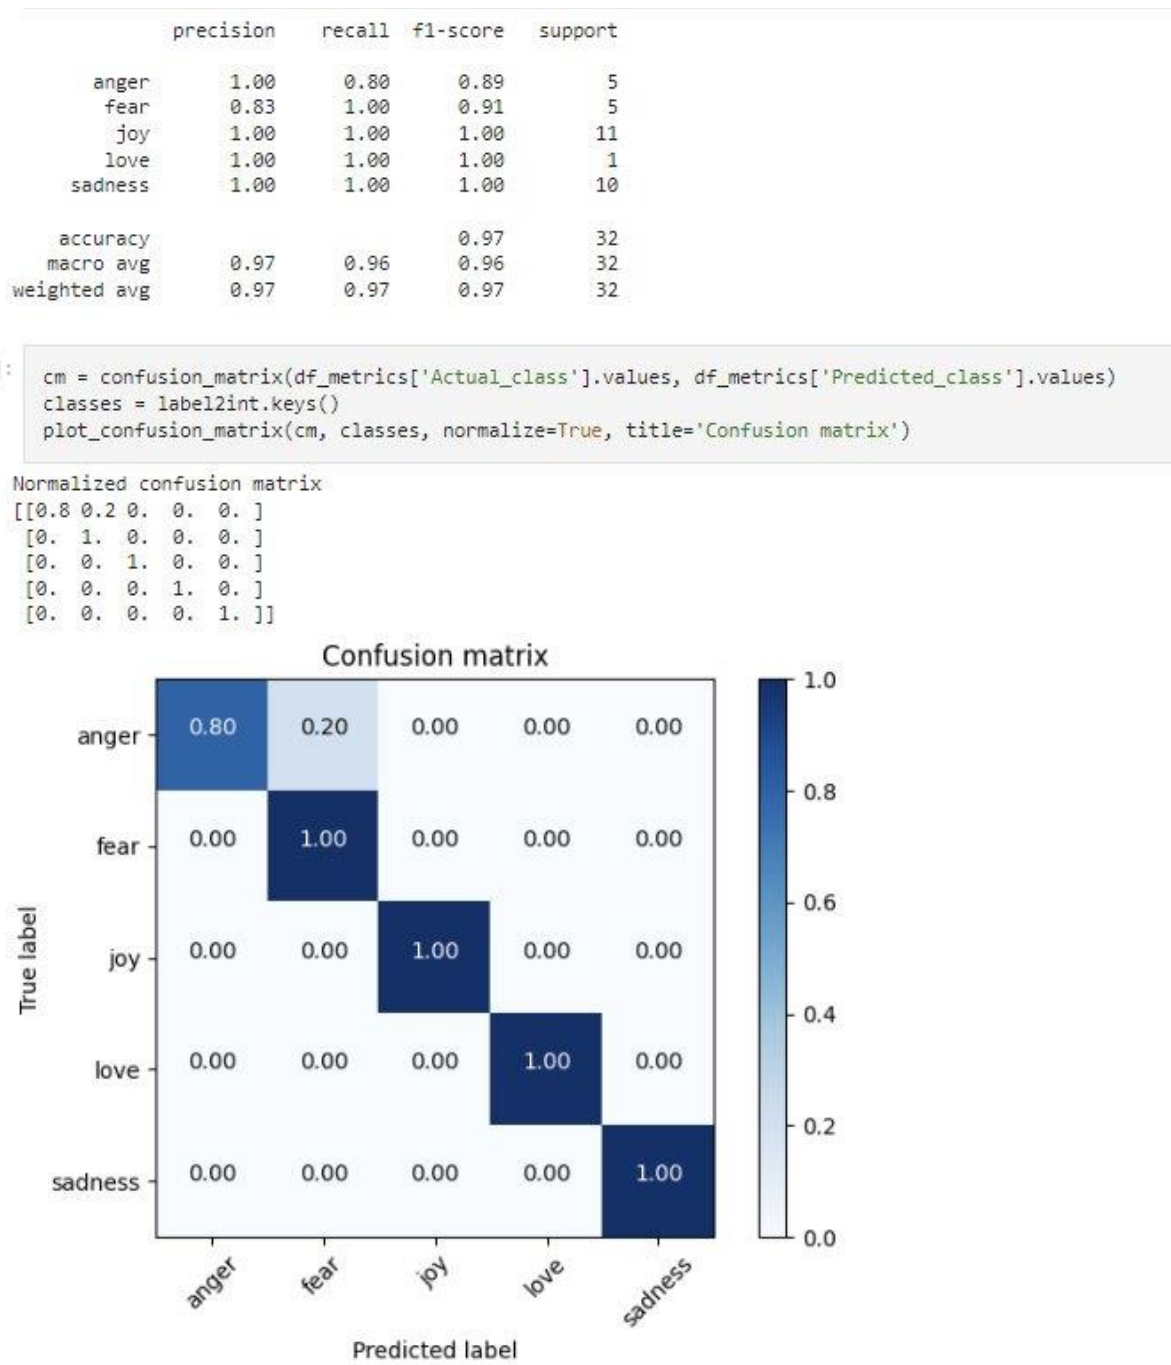 precision recall f1-score support
anger 1.00 0.80 0.89 5
fear 0.83 1.00 0.91 5
joy 1.00 1.00 1.00 11
love 1.00 1.00 1.00 1
sadness 1.00 1.00 1.00 10
accuracy 0.97 32
macro avg 0.97 0.96 0.96 32
weighted avg 0.97 0.97 0.97 32
:
cm = confusion_matrix(df_metrics['Actual_class'].values, df_metrics['Predicted_class'].values)
classes = label2int.keys()
plot_confusion_matrix(cm, classes, normalize=True, title='Confusion matrix')
Normalized confusion matrix
[[0.8 0.2 0. 0. 0. ]
[0. 1. 0. 0. 0. ]
[0. 0. 1. 0. 0. ]
[0. 0. 0. 1. 0. ]
[0. 0. 0. 0. 1. ]]
Confusion matrix
anger 0.80 0.20 0.00 0.00 0.00
fear 0.00 1.00 0.00 0.00 0.00
joy 0.00 0.00 1.00 0.00 0.00
love 0.00 0.00 0.00 1.00 0.00
sadness 0.00 0.00 0.00 0.00 1.00
True label
anger fear joy love sadness
Predicted label
1.0
0.8
0.6
0.4
0.2
0.0